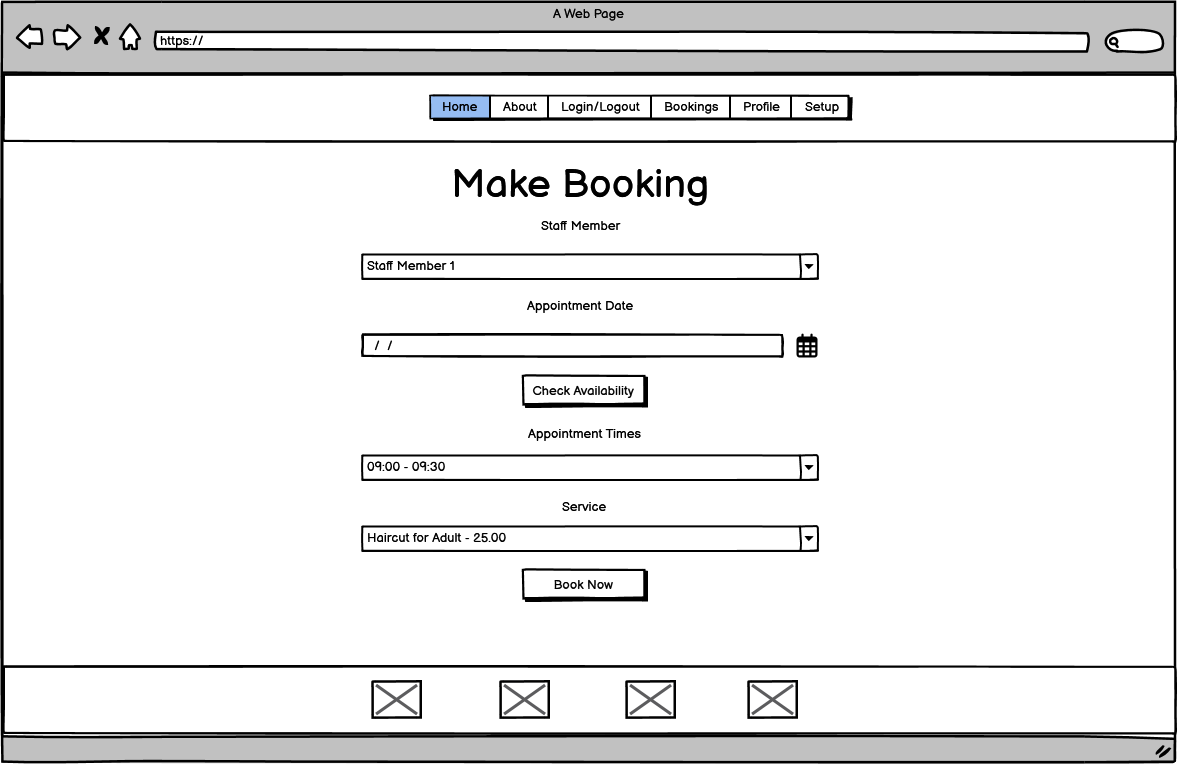 A Web Page
https://
Home About Login/Logout Bookings Profile Setup
Make Booking
Staff Member
Staff Member 1
Appointment Date
/ /
Check Availability
Appointment Times
09:00 - 09:30
Service
Haircut for Adult - 25.00
Book Now